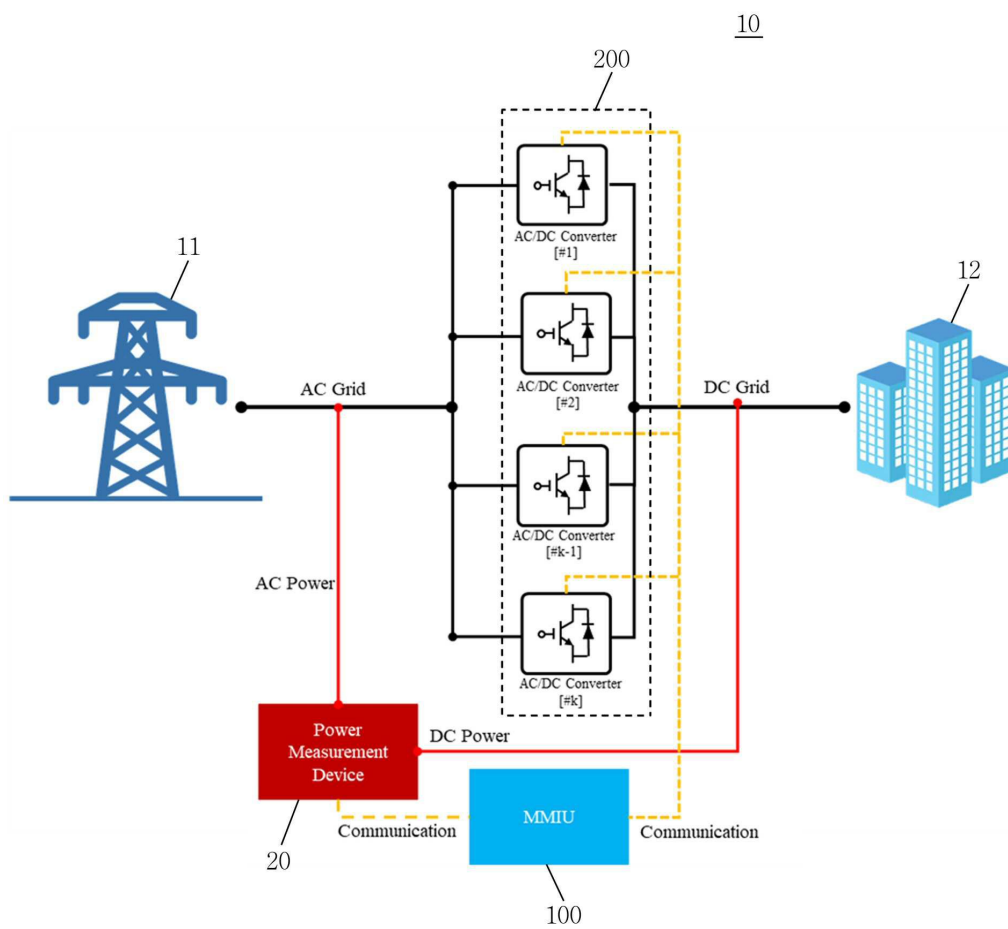 10
200
AC/DC Converter
[#1]
11
12
AC/DC Converter
[#2]
AC Grid
DC Grid
AC/DC Converter
[#k-1]
AC Power
AC/DC Converter
[#k]
Power
Measurement
Device
DC Power
MMIU
Communication
Communication
20
100